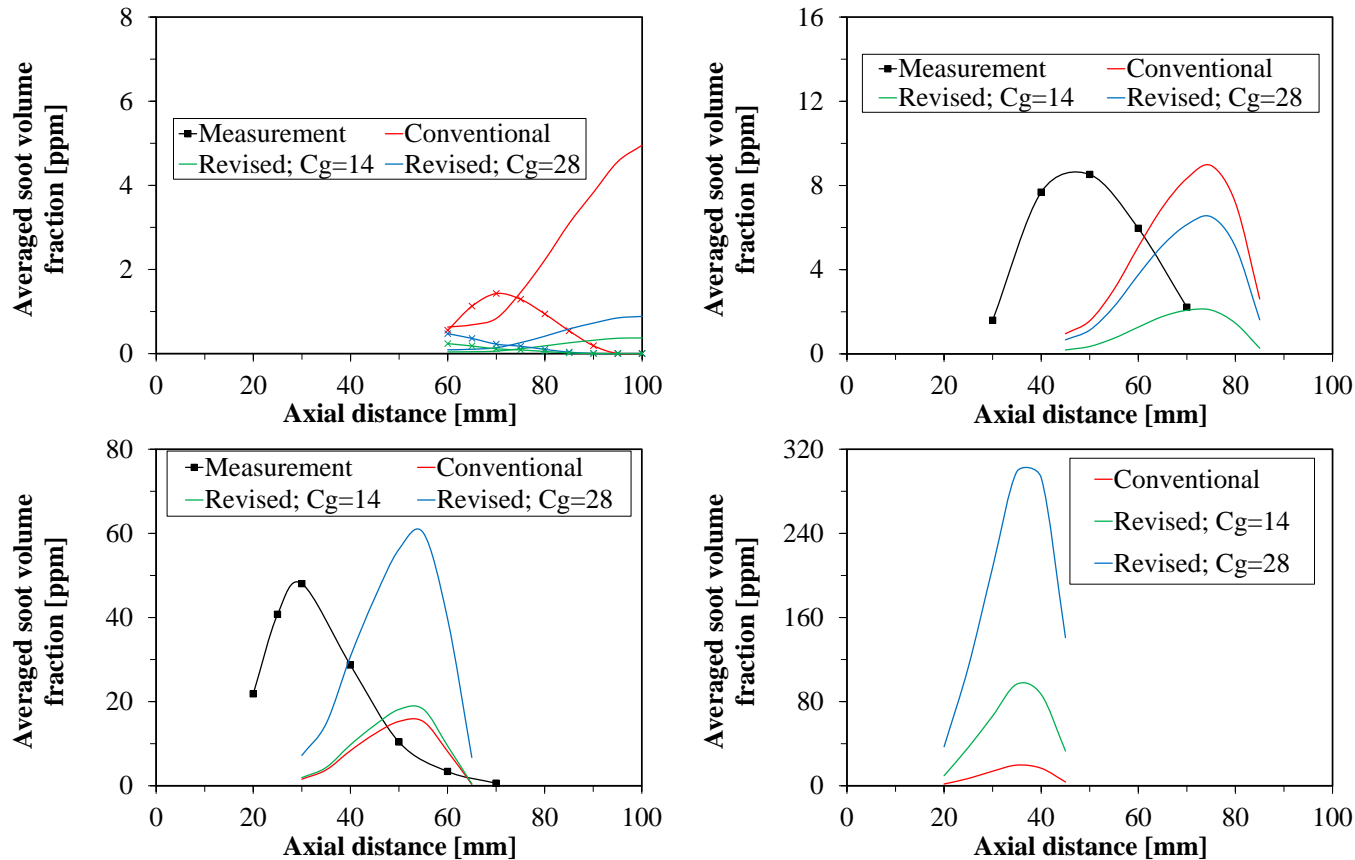 8
6
4
2
0
Averaged soot volume
fraction [ppm]
Measurement Conventional
Revised; Cg=14 Revised; Cg=28
0 20 40 60 80 100
Axial distance [mm]
16
12
8
4
0
Averaged soot volume
fraction [ppm]
Measurement Conventional
Revised; Cg=14 Revised; Cg=28
0 20 40 60 80 100
Axial distance [mm]
80
60
40
20
0
Averaged soot volume
fraction [ppm]
Measurement Conventional
Revised; Cg=14 Revised; Cg=28
0 20 40 60 80 100
Axial distance [mm]
320
240
160
80
0
Averaged soot volume
fraction [ppm]
Conventional
Revised; Cg=14
Revised; Cg=28
0 20 40 60 80 100
Axial distance [mm]